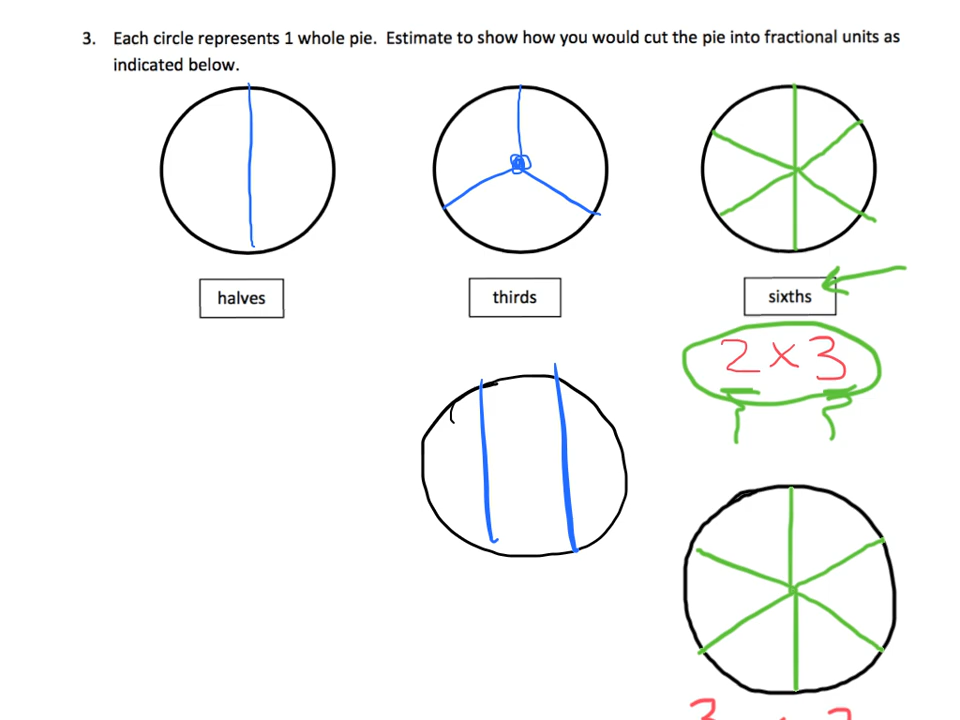 3. Each circle represents 1 whole pie. Estimate to show how you would cut the pie into fractional units as
indicated below.
halves thirds sixths
2 x 3